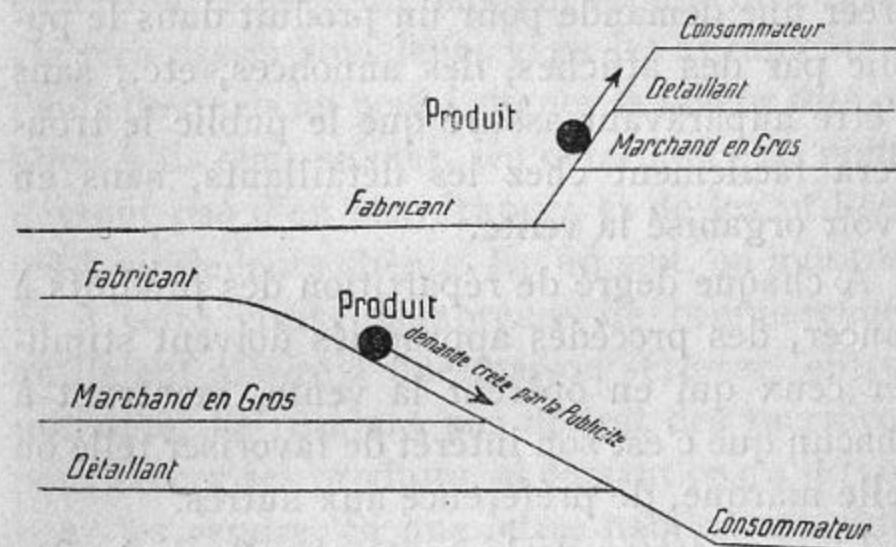 Consommateur
Détaillant
Produit
Marchand en Gros
Fabricant
Fabricant
Produit
demande créée par la Publicité
Marchand en Gros
Détaillant
Consommateur